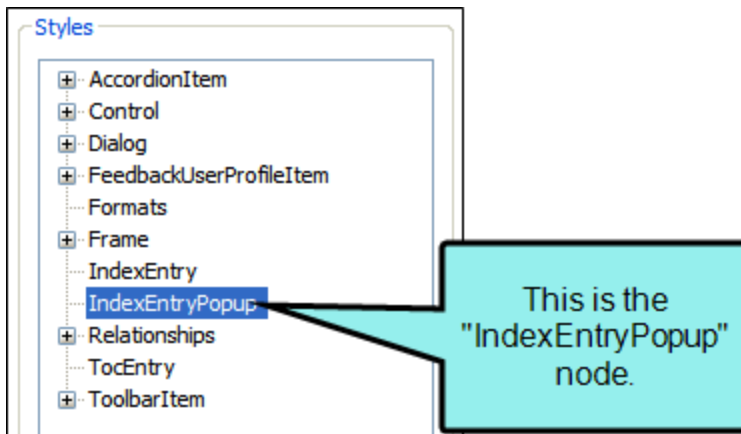 Styles
AccordionItem
Control
Dialog
FeedbackUserProfileItem
Formats
Frame
IndexEntry
IndexEntryPopup
Relationships
TocEntry
ToolbarItem
This is the
"IndexEntryPopup"
node.